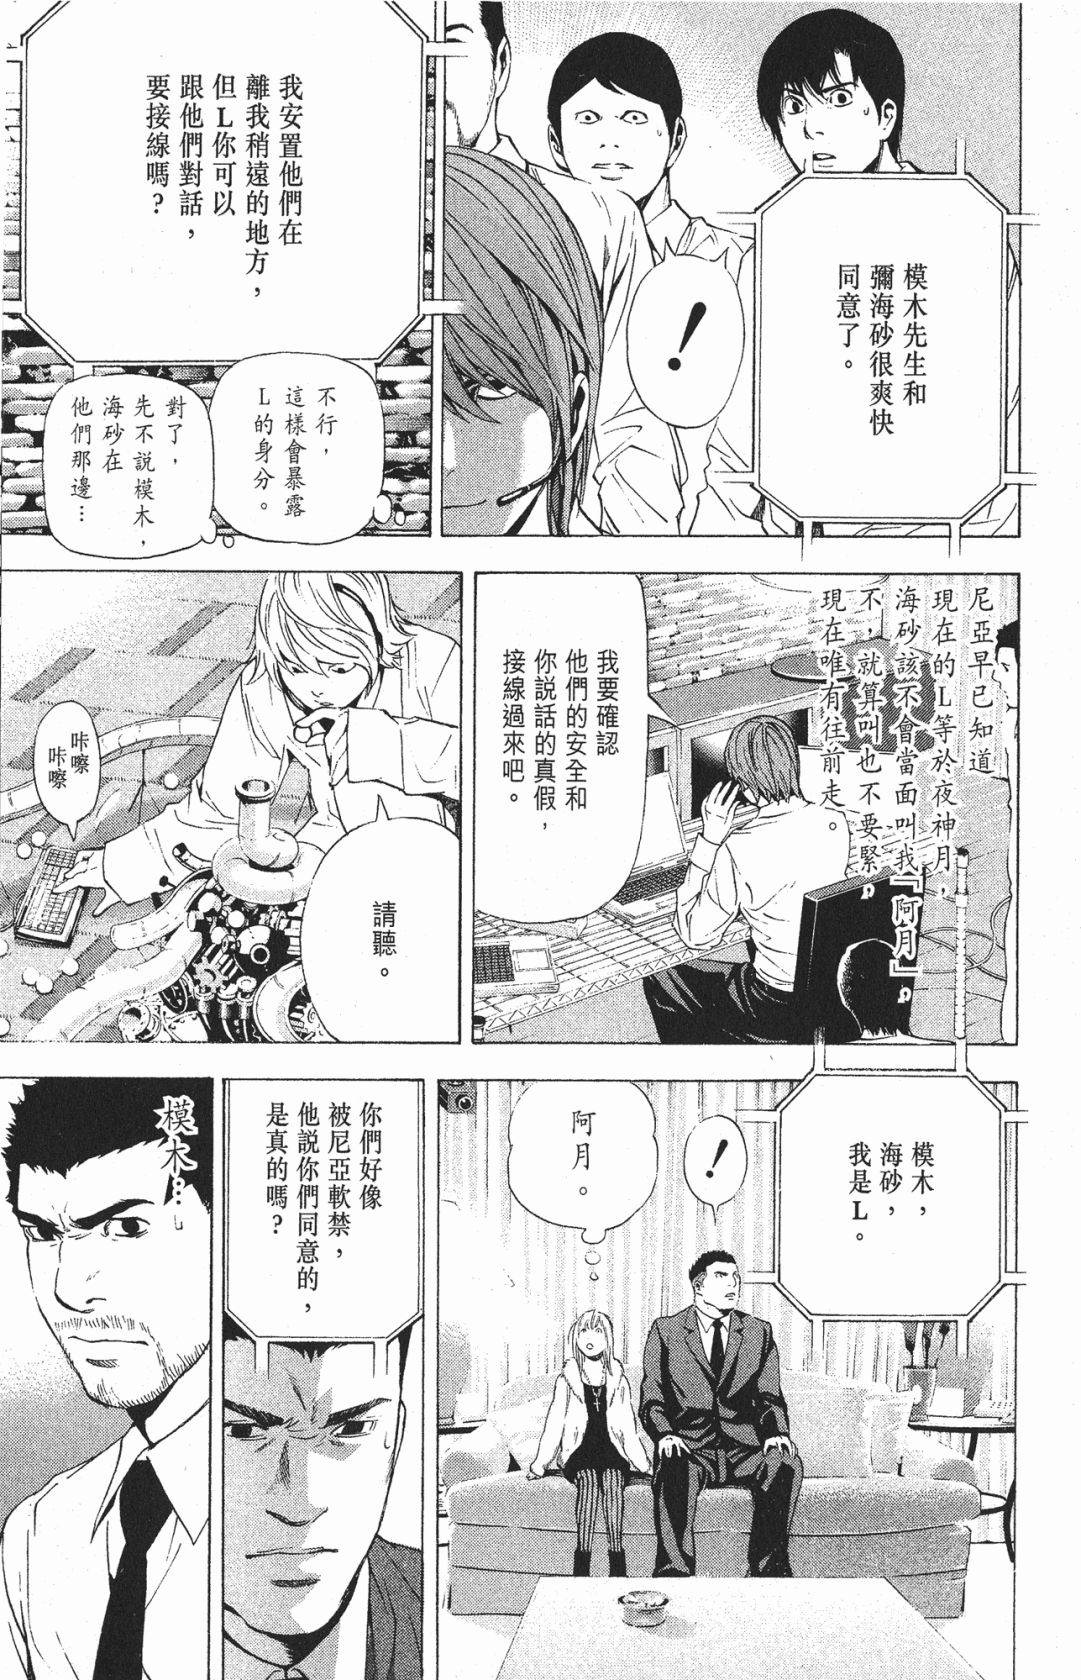 模木先生和
彌海砂很爽快
同意了。
！
我安置他們在
離我稍遠的地方，
但L你可以
跟他們對話，
要接線嗎？
不行，
這樣會暴露
L的身分。
對了，
先不說模木，
海砂在
他們那邊…
尼亞早已知道
現在的L等於夜神月，
海砂該不會當面叫我『阿月』，
不，就算叫也不要緊，
現在唯有往前走。
我要確認
他們的安全和
你說話的真假，
接線過來吧。
請聽。
咔嚓
咔嚓
模木，
海砂，
我是L。
！
阿月。
你們好像
被尼亞軟禁，
他說你們同意的，
是真的嗎？
模木…